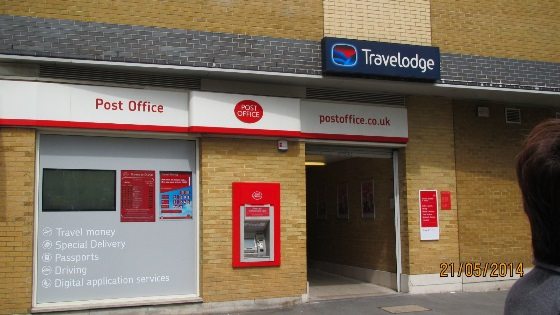 Travelodge
Post Office
POST
OFFICE
postoffice.co.uk
Travel money
Special Delivery
Passports
Driving
Digital application services
21/05/2014